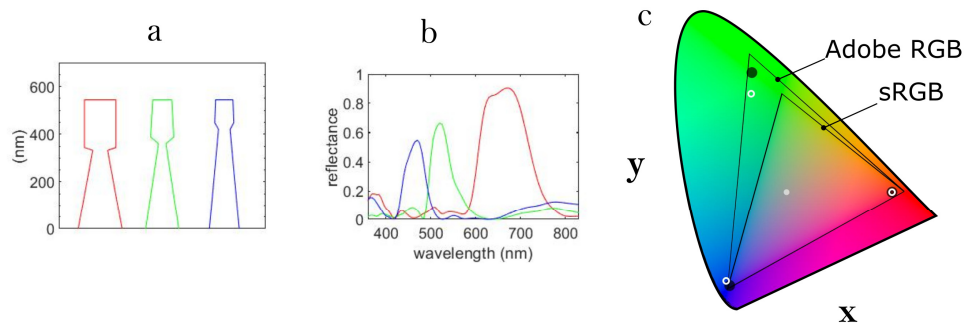 a
(nm)
600
400
200
0
b
reflectance
1
0.8
0.6
0.4
0.2
0
400
500
600
700
800
wavelength (nm)
c
Adobe RGB
sRGB
y
x